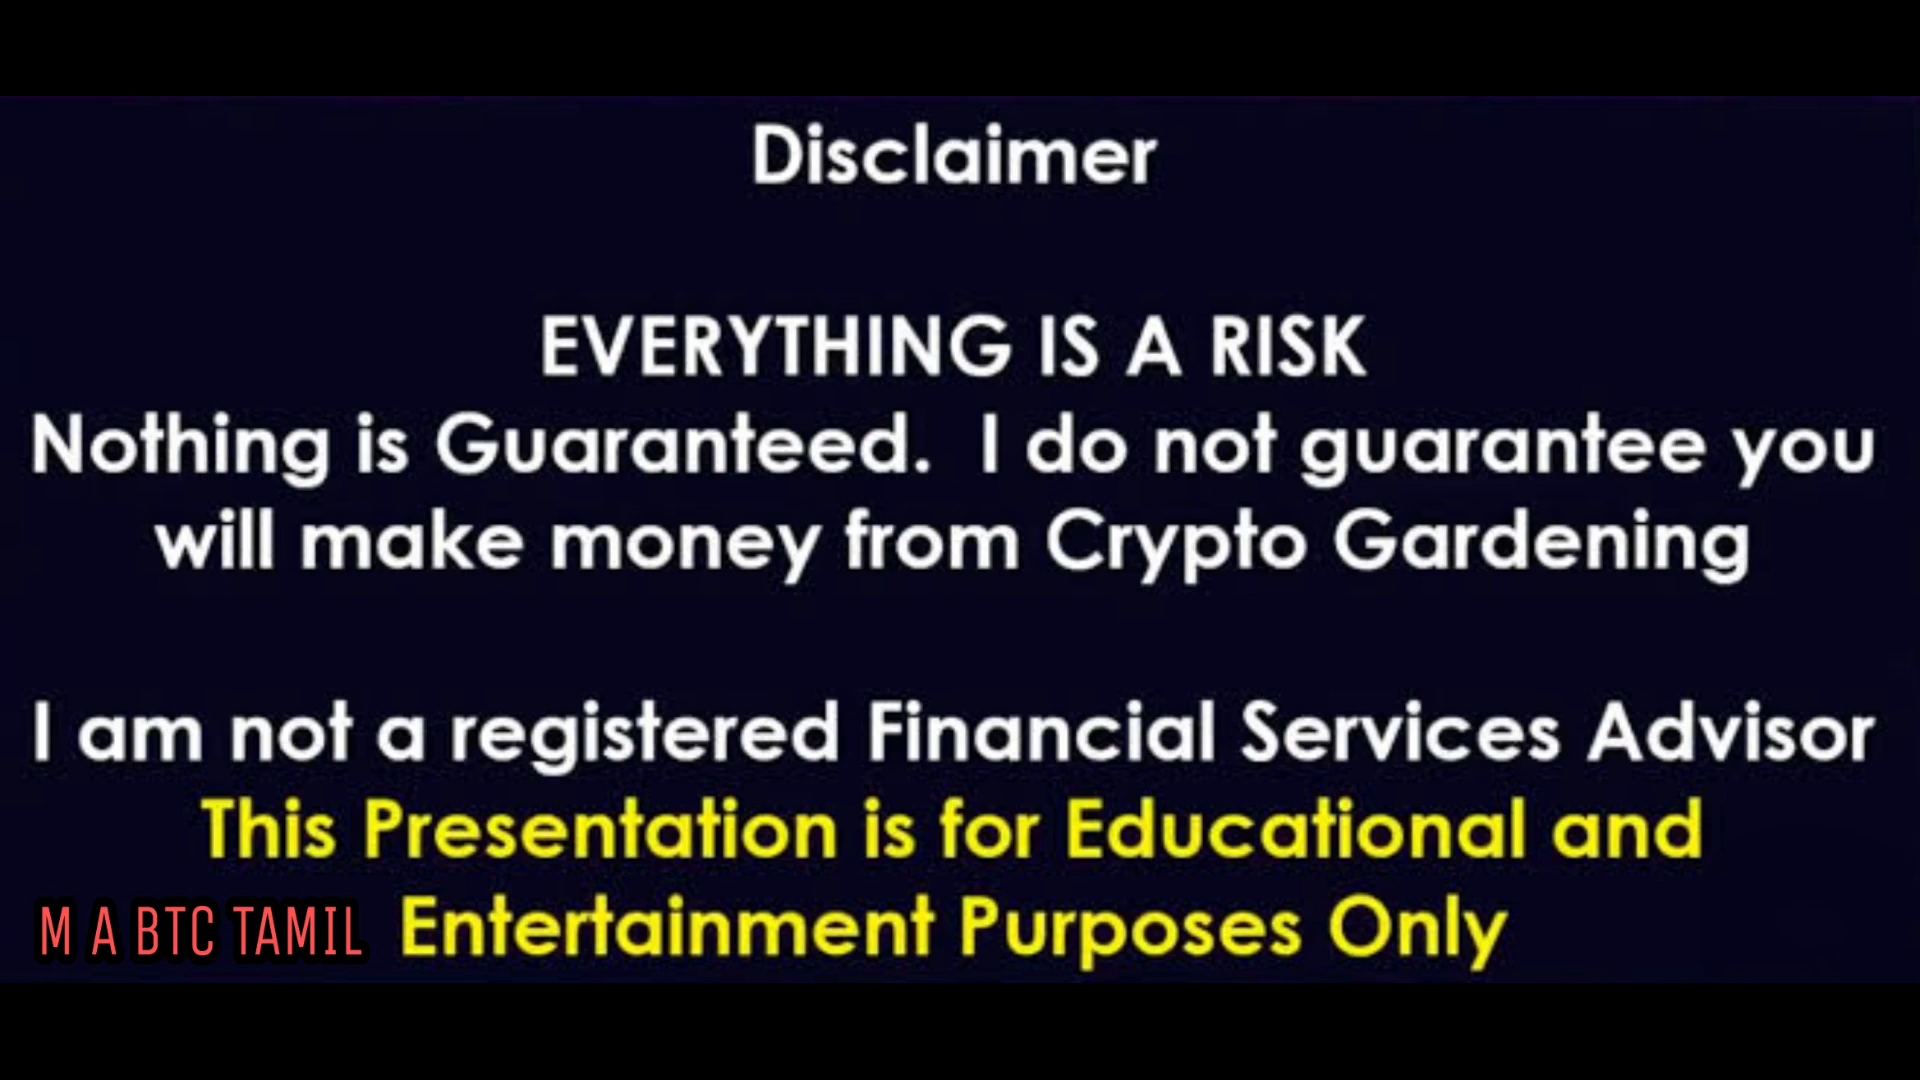 Disclaimer
EVERYTHING IS A RISK
Nothing is Guaranteed.  I do not guarantee you
will make money from Crypto Gardening
I am not a registered Financial Services Advisor
This Presentation is for Educational and
Entertainment Purposes Only
M A BTC TAMIL